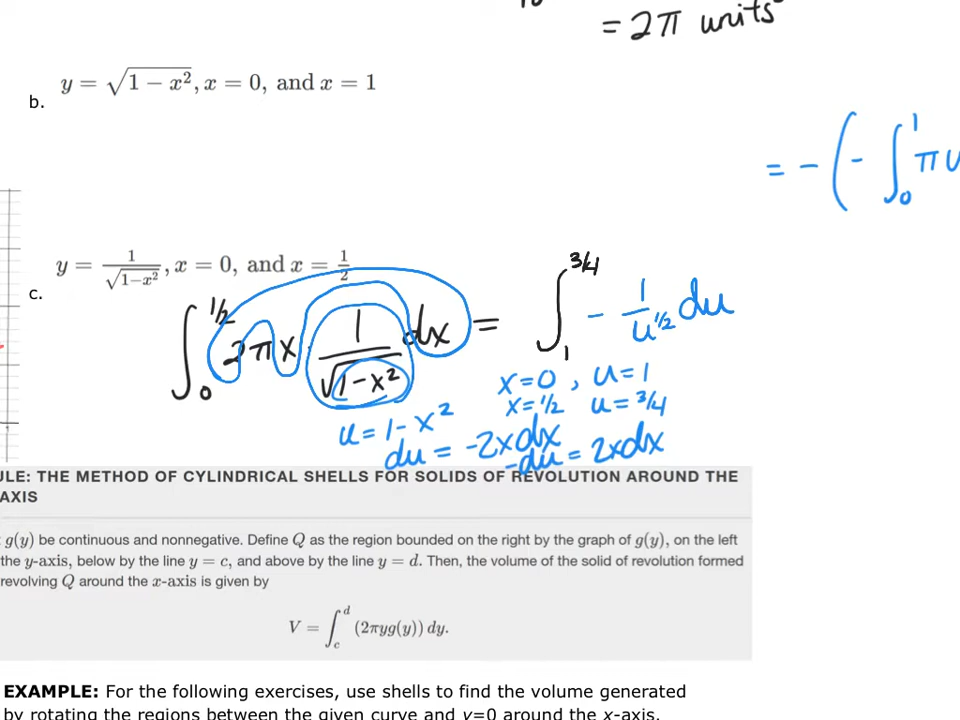 = 2π units
b. y = √(1 − x²), x = 0, and x = 1
= − ( − ∫₀¹ π
c. y = 1/√(1−x²), x = 0, and x = 1/2
∫₀^{1/2} 2πx · 1/√(1−x²) dx = ∫₁^{3/4} − 1/u^{1/2} du
x=0, u=1
x=1/2 u=3/4
u = 1−x²
du = −2xdx
−du = 2xdx
ULE: THE METHOD OF CYLINDRICAL SHELLS FOR SOLIDS OF REVOLUTION AROUND THE
AXIS
g(y) be continuous and nonnegative. Define Q as the region bounded on the right by the graph of g(y), on the left
the y-axis, below by the line y = c, and above by the line y = d. Then, the volume of the solid of revolution formed
revolving Q around the x-axis is given by
V = ∫_c^d (2πyg(y)) dy.
EXAMPLE: For the following exercises, use shells to find the volume generated
by rotating the regions between the given curve and y=0 around the x-axis.